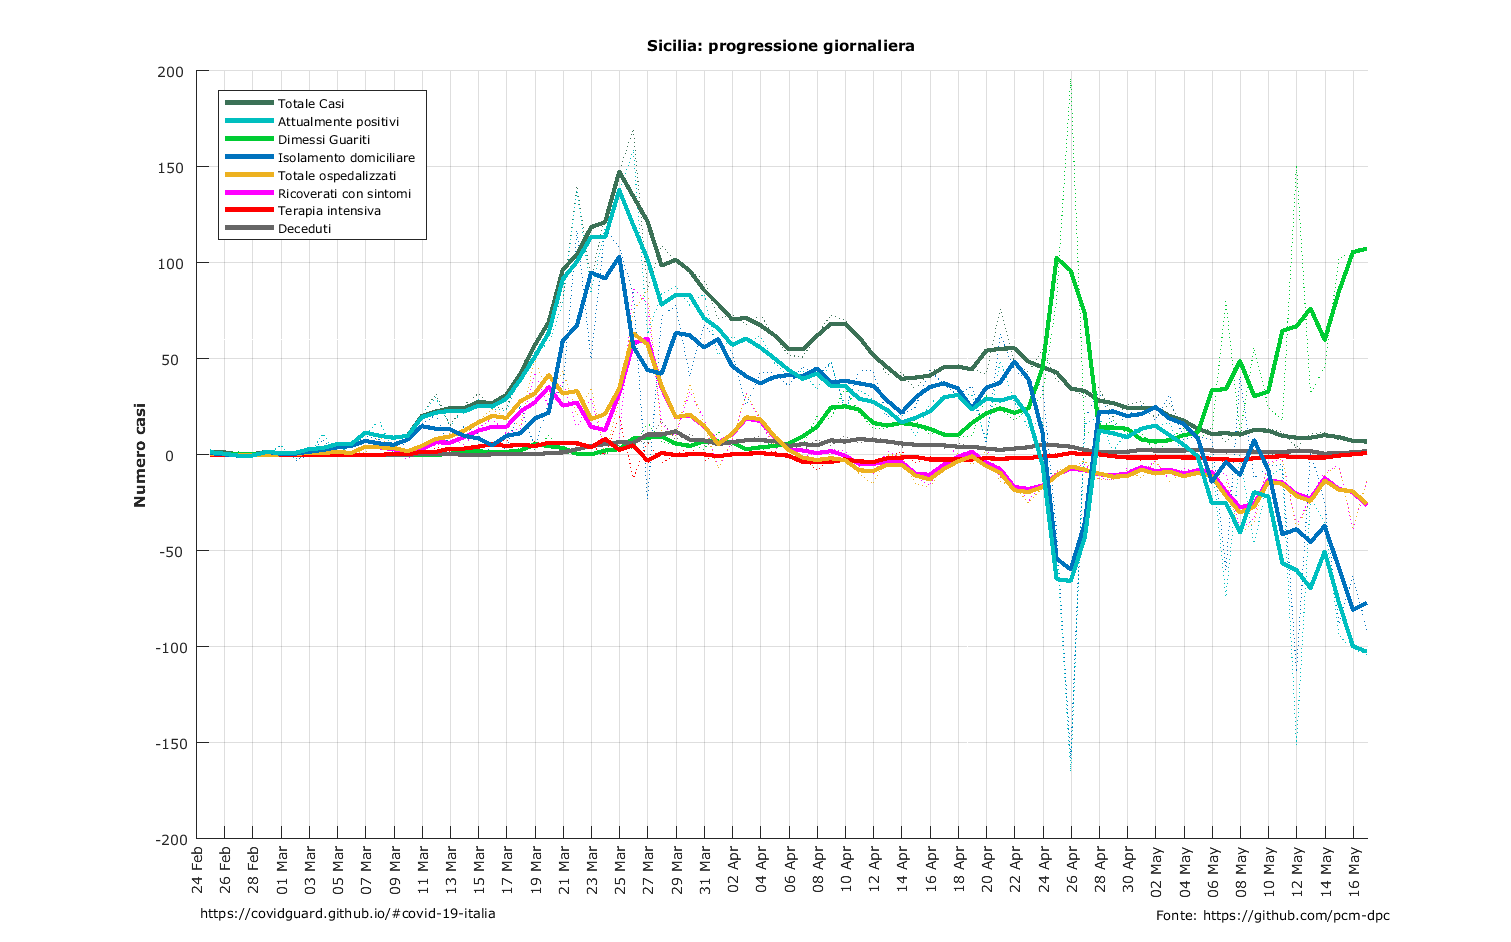 Sicilia: progressione giornaliera
200
150
100
50
0
-50
-100
-150
-200
Numero casi
Totale Casi
Attualmente positivi
Dimessi Guariti
Isolamento domiciliare
Totale ospedalizzati
Ricoverati con sintomi
Terapia intensiva
Deceduti
24 Feb
26 Feb
28 Feb
01 Mar
03 Mar
05 Mar
07 Mar
09 Mar
11 Mar
13 Mar
15 Mar
17 Mar
19 Mar
21 Mar
23 Mar
25 Mar
27 Mar
29 Mar
31 Mar
02 Apr
04 Apr
06 Apr
08 Apr
10 Apr
12 Apr
14 Apr
16 Apr
18 Apr
20 Apr
22 Apr
24 Apr
26 Apr
28 Apr
30 Apr
02 May
04 May
06 May
08 May
10 May
12 May
14 May
16 May
https://covidguard.github.io/#covid-19-italia
Fonte: https://github.com/pcm-dpc